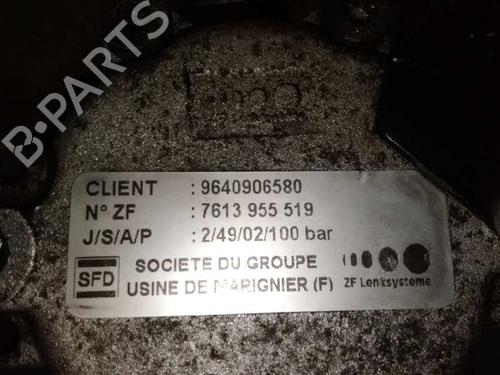 B-PARTS
CLIENT : 9640906580
N° ZF : 7613 955 519
J/S/A/P : 2/49/02/100 bar
SFD SOCIETE DU GROUPE
USINE DE MARIGNIER (F) ZF Lenksysteme